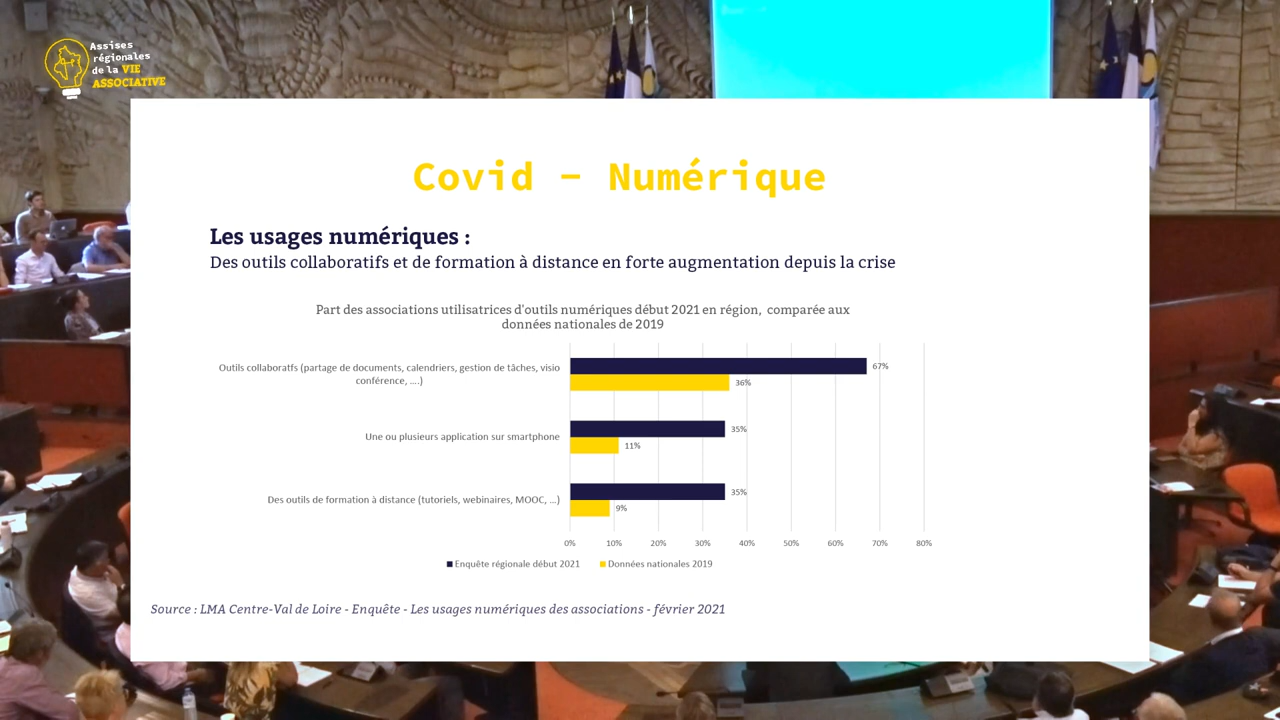 Assises
régionales
de la VIE
ASSOCIATIVE
Covid - Numérique
Les usages numériques :
Des outils collaboratifs et de formation à distance en forte augmentation depuis la crise
Part des associations utilisatrices d'outils numériques début 2021 en région, comparée aux
données nationales de 2019
Outils collaboratfs (partage de documents, calendriers, gestion de tâches, visio
conférence, ....)
67%
36%
Une ou plusieurs application sur smartphone
35%
11%
Des outils de formation à distance (tutoriels, webinaires, MOOC, ...)
35%
9%
0% 10% 20% 30% 40% 50% 60% 70% 80%
Enquête régionale début 2021 Données nationales 2019
Source : LMA Centre-Val de Loire - Enquête - Les usages numériques des associations - février 2021